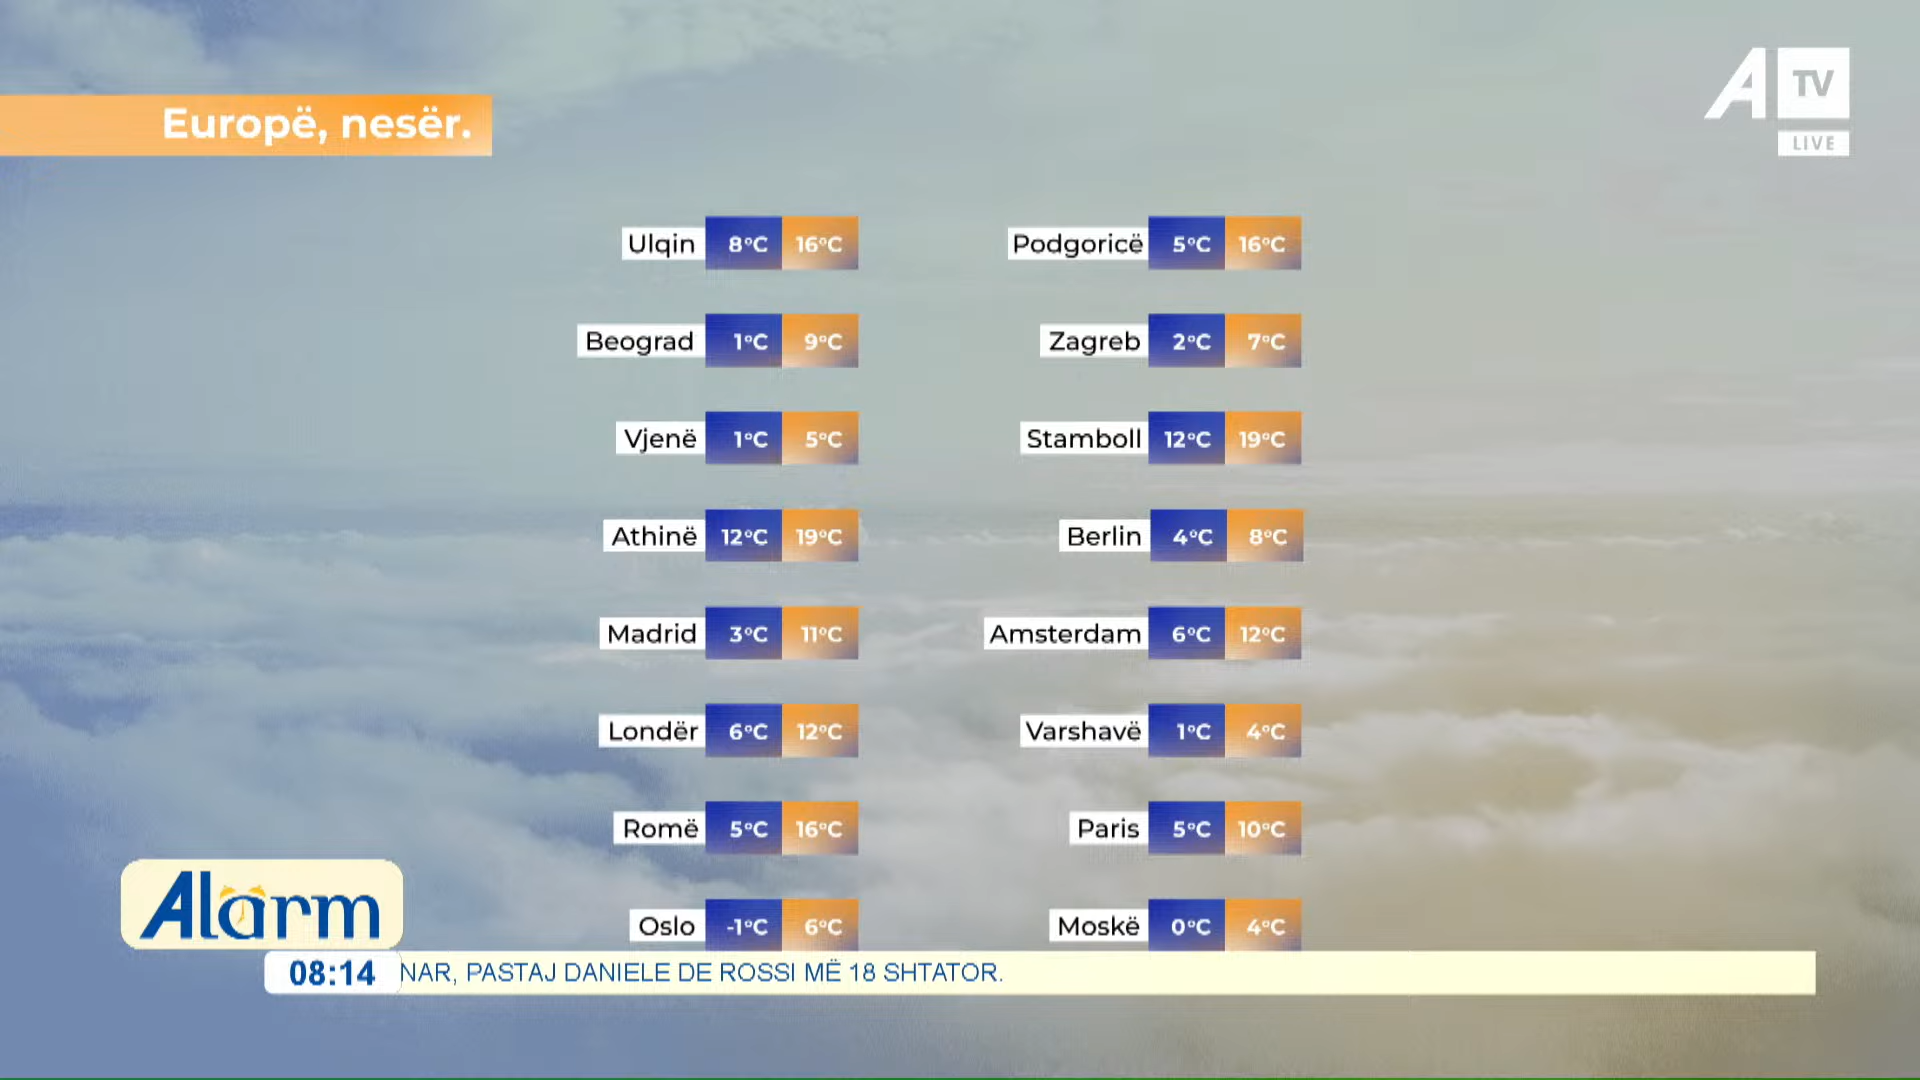 Europë, nesër.
A TV
LIVE
Ulqin 8°C 16°C
Podgoricë 5°C 16°C
Beograd 1°C 9°C
Zagreb 2°C 7°C
Vjenë 1°C 5°C
Stamboll 12°C 19°C
Athinë 12°C 19°C
Berlin 4°C 8°C
Madrid 3°C 11°C
Amsterdam 6°C 12°C
Londër 6°C 12°C
Varshavë 1°C 4°C
Romë 5°C 16°C
Paris 5°C 10°C
Oslo -1°C 6°C
Moskë 0°C 4°C
Alarm
08:14 NAR, PASTAJ DANIELE DE ROSSI MË 18 SHTATOR.